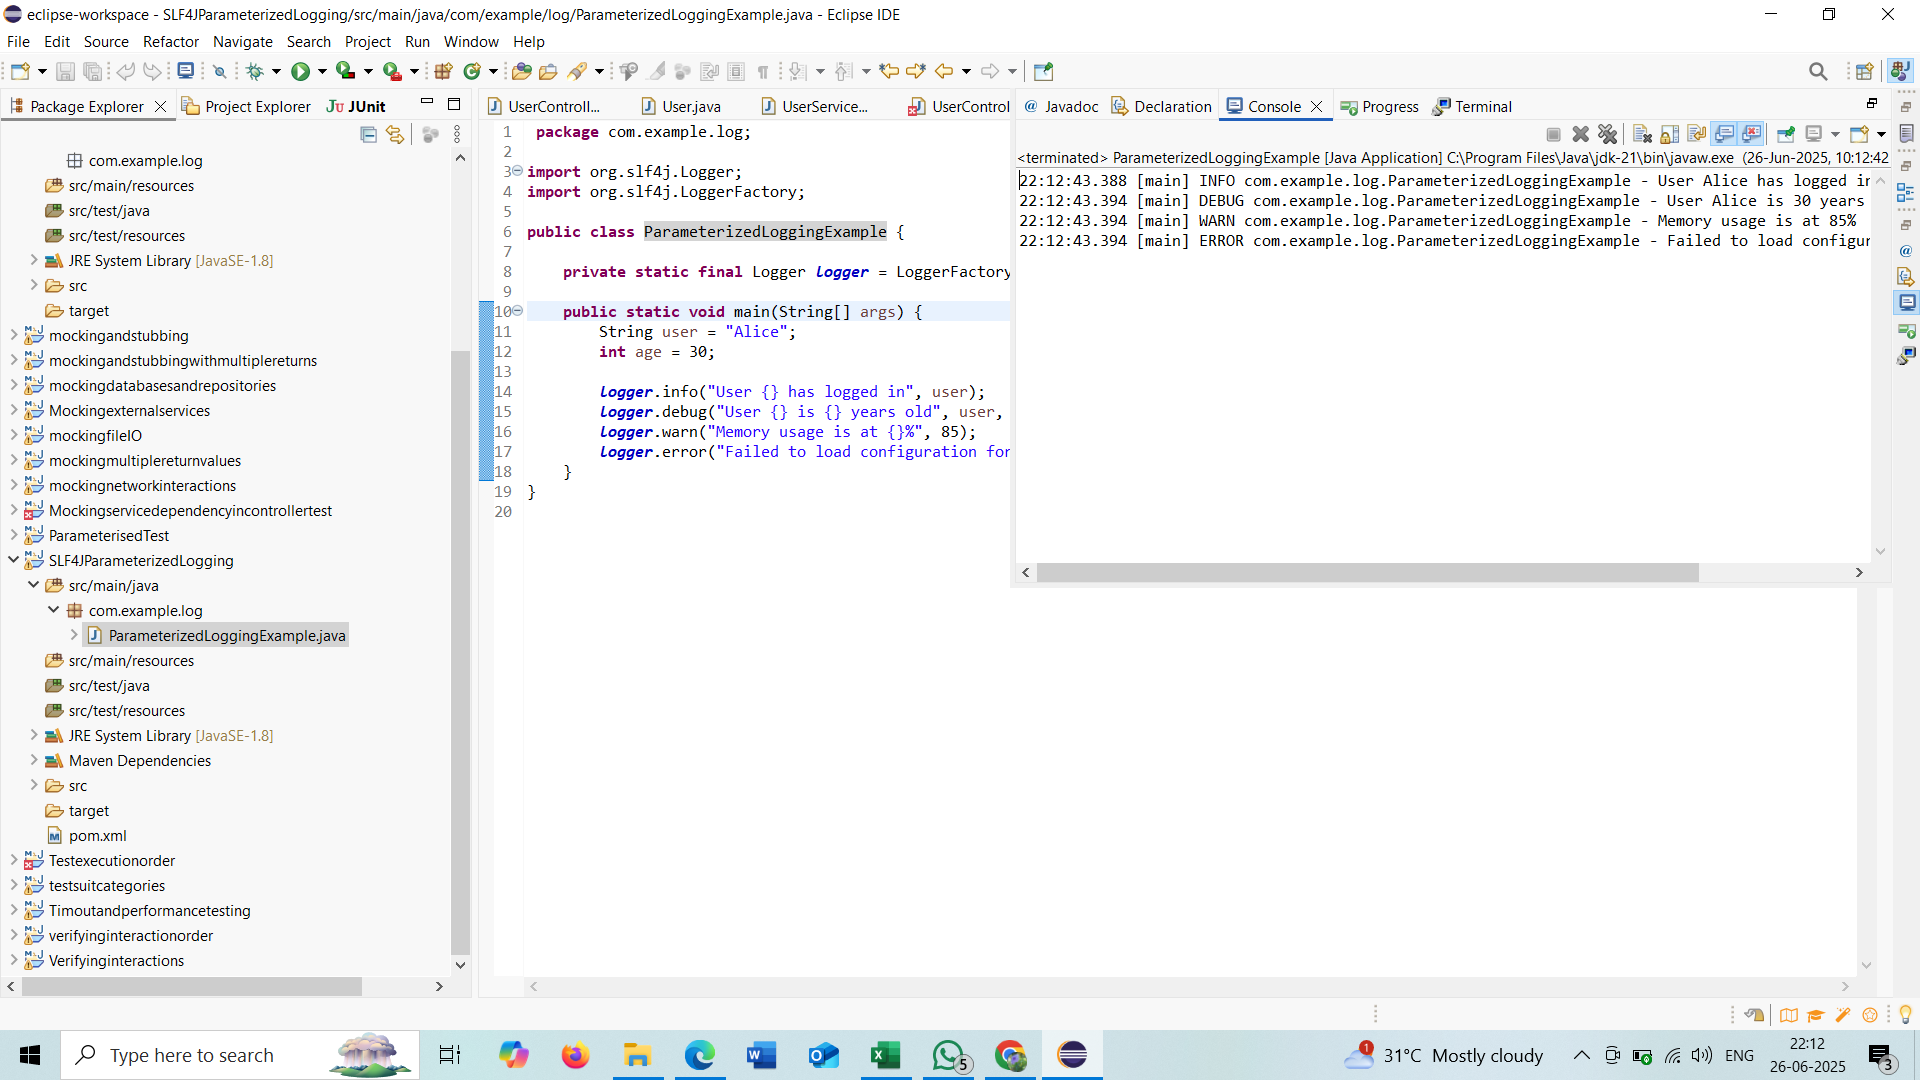 eclipse-workspace - SLF4JParameterizedLogging/src/main/java/com/example/log/ParameterizedLoggingExample.java - Eclipse IDE
File Edit Source Refactor Navigate Search Project Run Window Help
Package Explorer Project Explorer JUnit
com.example.log
src/main/resources
src/test/java
src/test/resources
JRE System Library [JavaSE-1.8]
src
target
mockingandstubbing
mockingandstubbingwithmultiplereturns
mockingdatabasesandrepositories
Mockingexternalservices
mockingfileIO
mockingmultiplereturnvalues
mockingnetworkinteractions
Mockingservicedependencyincontrollertest
ParameterisedTest
SLF4JParameterizedLogging
src/main/java
com.example.log
ParameterizedLoggingExample.java
src/main/resources
src/test/java
src/test/resources
JRE System Library [JavaSE-1.8]
Maven Dependencies
src
target
pom.xml
Testexecutionorder
testsuitcategories
Timoutandperformancetesting
verifyinginteractionorder
Verifyinginteractions
UserControll... User.java UserService... UserControl
1 package com.example.log;
2
3 import org.slf4j.Logger;
4 import org.slf4j.LoggerFactory;
5
6 public class ParameterizedLoggingExample {
7
8 private static final Logger logger = LoggerFactory
9
10 public static void main(String[] args) {
11 String user = "Alice";
12 int age = 30;
13
14 logger.info("User {} has logged in", user);
15 logger.debug("User {} is {} years old", user,
16 logger.warn("Memory usage is at {}%", 85);
17 logger.error("Failed to load configuration for
18 }
19 }
20
@ Javadoc Declaration Console Progress Terminal
<terminated> ParameterizedLoggingExample [Java Application] C:\Program Files\Java\jdk-21\bin\javaw.exe (26-Jun-2025, 10:12:42
22:12:43.388 [main] INFO com.example.log.ParameterizedLoggingExample - User Alice has logged in
22:12:43.394 [main] DEBUG com.example.log.ParameterizedLoggingExample - User Alice is 30 years
22:12:43.394 [main] WARN com.example.log.ParameterizedLoggingExample - Memory usage is at 85%
22:12:43.394 [main] ERROR com.example.log.ParameterizedLoggingExample - Failed to load configur
Type here to search
5
1
31°C Mostly cloudy
ENG
22:12
26-06-2025
3